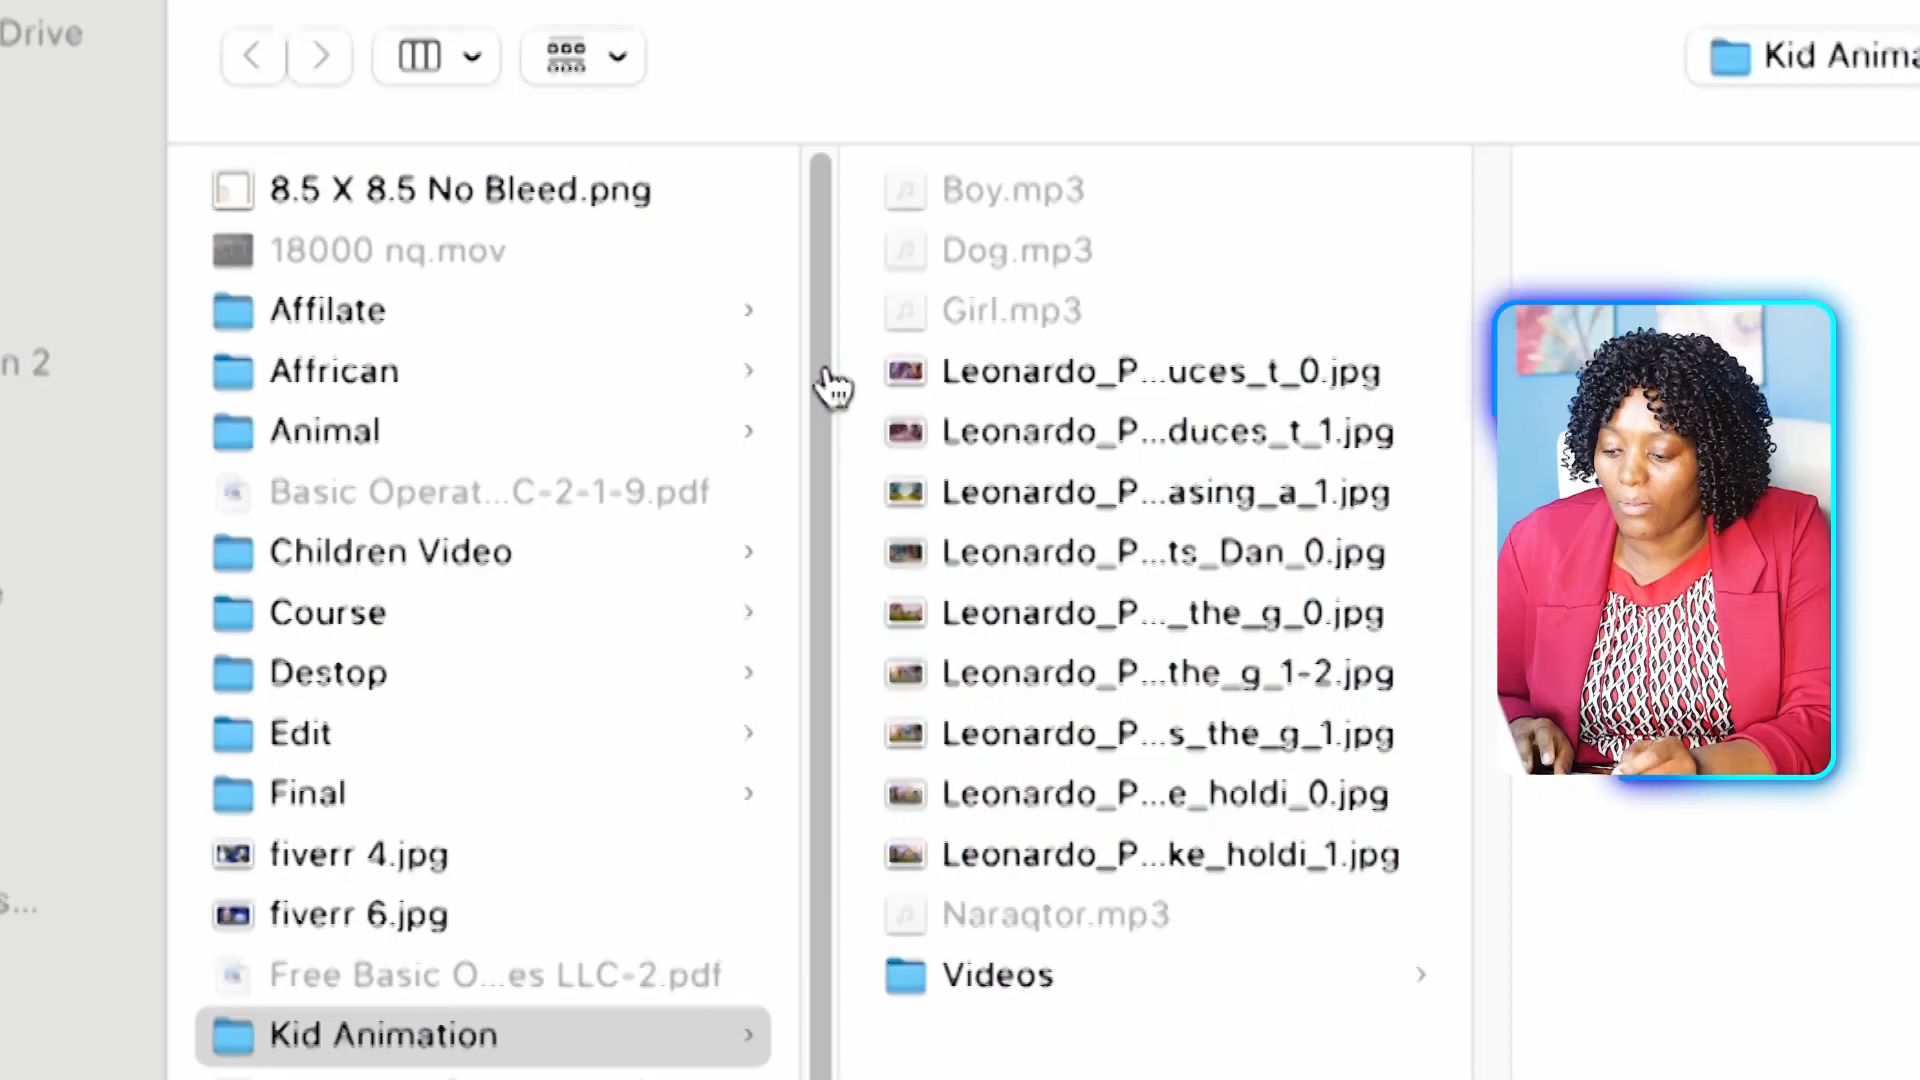 Drive
Kid Anima
n 2
s...
8.5 X 8.5 No Bleed.png
18000 nq.mov
Affilate
Affrican
Animal
Basic Operat...C-2-1-9.pdf
Children Video
Course
Destop
Edit
Final
fiverr 4.jpg
fiverr 6.jpg
Free Basic O...es LLC-2.pdf
Kid Animation
Boy.mp3
Dog.mp3
Girl.mp3
Leonardo_P...uces_t_0.jpg
Leonardo_P...duces_t_1.jpg
Leonardo_P...asing_a_1.jpg
Leonardo_P...ts_Dan_0.jpg
Leonardo_P..._the_g_0.jpg
Leonardo_P...the_g_1-2.jpg
Leonardo_P...s_the_g_1.jpg
Leonardo_P...e_holdi_0.jpg
Leonardo_P...ke_holdi_1.jpg
Naraqtor.mp3
Videos